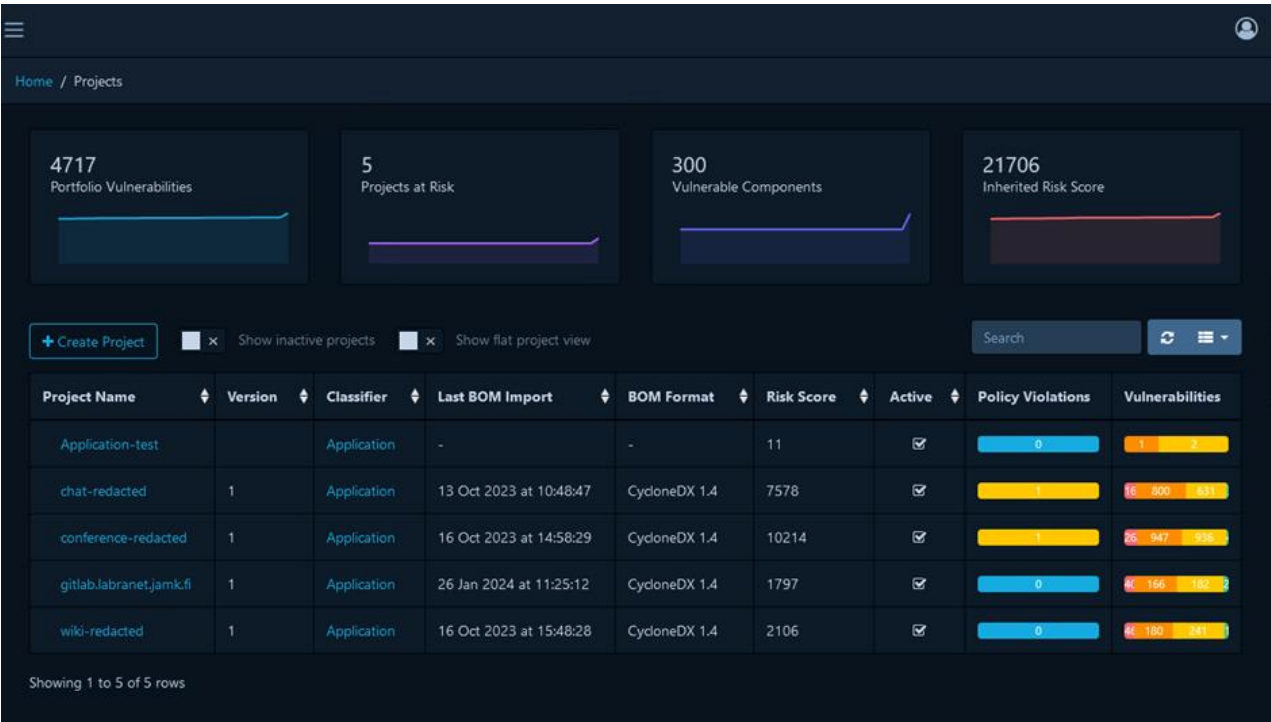 Home / Projects
4717
Portfolio Vulnerabilities
5
Projects at Risk
300
Vulnerable Components
21706
Inherited Risk Score
+ Create Project × Show inactive projects × Show flat project view Search
Project Name Version Classifier Last BOM Import BOM Format Risk Score Active Policy Violations Vulnerabilities
Application-test Application - - 11 0 1 2
chat-redacted 1 Application 13 Oct 2023 at 10:48:47 CycloneDX 1.4 7578 1 800 631
conference-redacted 1 Application 16 Oct 2023 at 14:58:29 CycloneDX 1.4 10214 1 947 936
gitlab.labranet.jamk.fi 1 Application 26 Jan 2024 at 11:25:12 CycloneDX 1.4 1797 0 166 182 2
wiki-redacted 1 Application 16 Oct 2023 at 15:48:28 CycloneDX 1.4 2106 0 180 241 1
Showing 1 to 5 of 5 rows